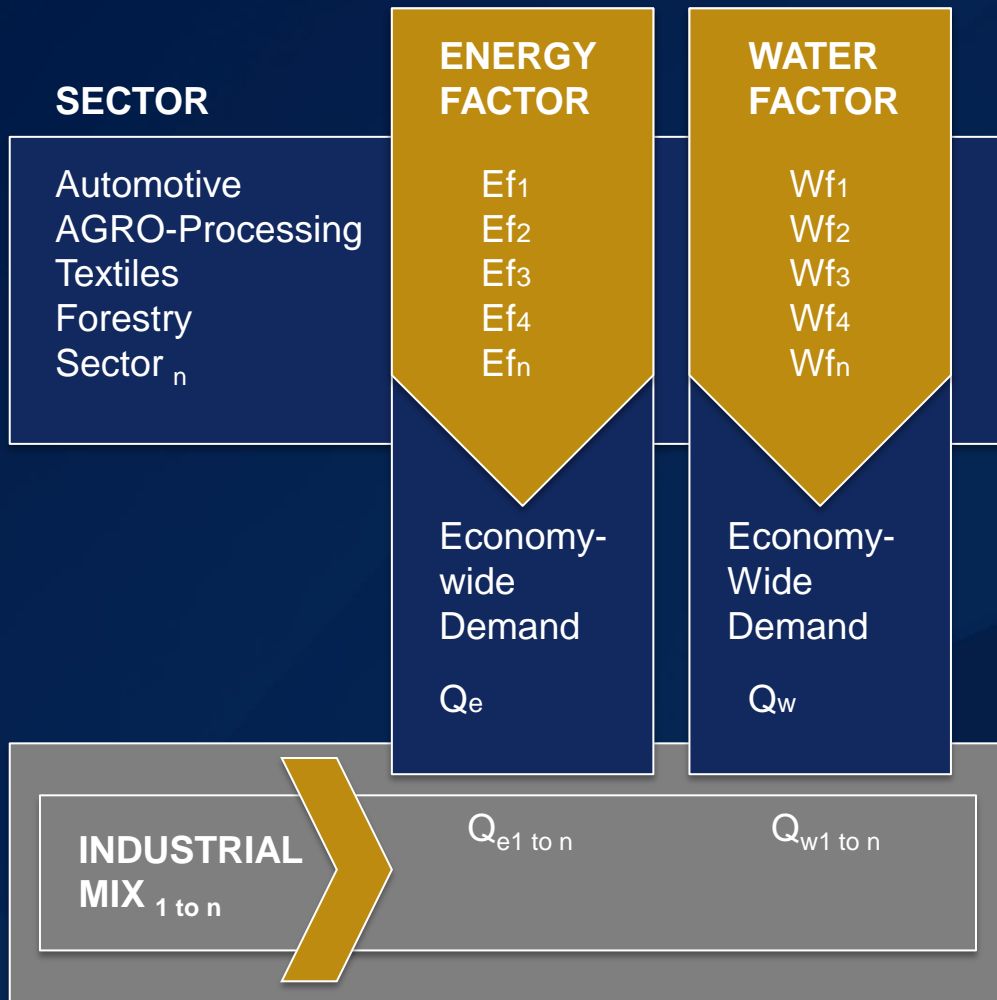 SECTOR
ENERGY
FACTOR
WATER
FACTOR
Automotive Ef1 Wf1
AGRO-Processing Ef2 Wf2
Textiles Ef3 Wf3
Forestry Ef4 Wf4
Sector n Efn Wfn
Economy-
wide
Demand
Qe
Economy-
Wide
Demand
Qw
INDUSTRIAL
MIX 1 to n
Qe1 to n
Qw1 to n